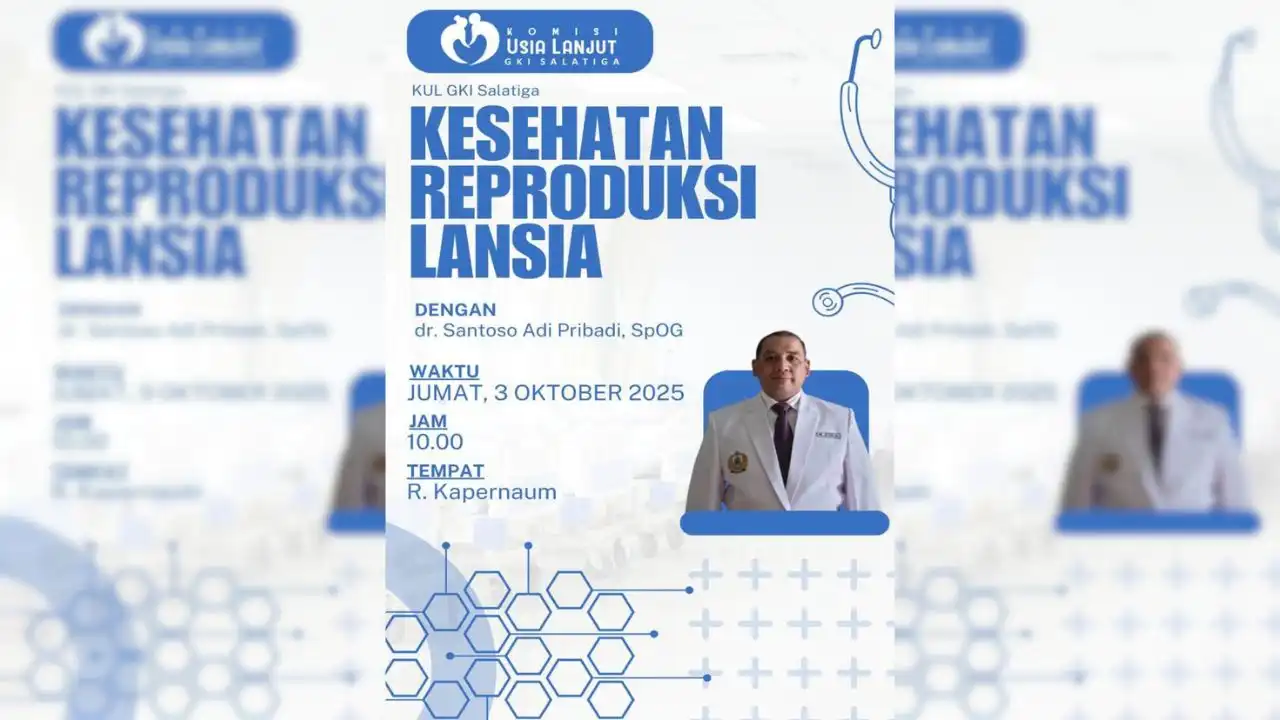 KOMISI
USIA LANJUT
GKI SALATIGA
KUL GKI Salatiga
KESEHATAN
REPRODUKSI
LANSIA
DENGAN
dr. Santoso Adi Pribadi, SpOG
WAKTU
JUMAT, 3 OKTOBER 2025
JAM
10.00
TEMPAT
R. Kapernaum